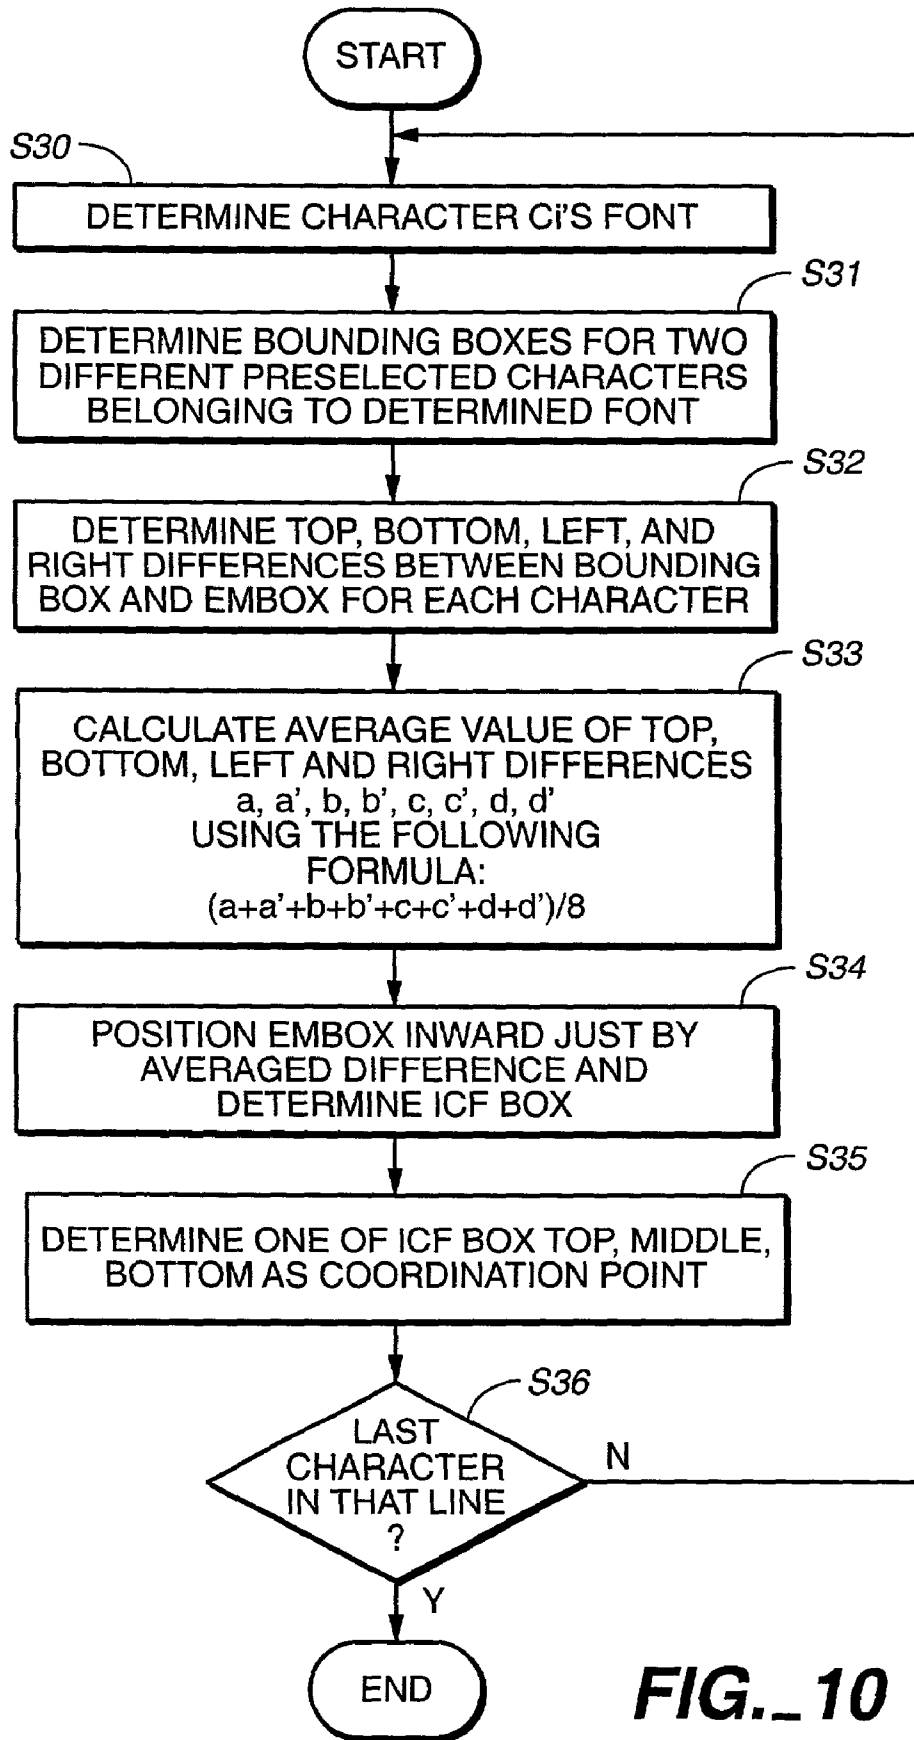 START
S30
DETERMINE CHARACTER Ci'S FONT
S31
DETERMINE BOUNDING BOXES FOR TWO
DIFFERENT PRESELECTED CHARACTERS
BELONGING TO DETERMINED FONT
S32
DETERMINE TOP, BOTTOM, LEFT, AND
RIGHT DIFFERENCES BETWEEN BOUNDING
BOX AND EMBOX FOR EACH CHARACTER
S33
CALCULATE AVERAGE VALUE OF TOP,
BOTTOM, LEFT AND RIGHT DIFFERENCES
a, a', b, b', c, c', d, d'
USING THE FOLLOWING
FORMULA:
(a+a'+b+b'+c+c'+d+d')/8
S34
POSITION EMBOX INWARD JUST BY
AVERAGED DIFFERENCE AND
DETERMINE ICF BOX
S35
DETERMINE ONE OF ICF BOX TOP, MIDDLE,
BOTTOM AS COORDINATION POINT
S36
LAST
CHARACTER
IN THAT LINE
?
N
Y
END
FIG._10